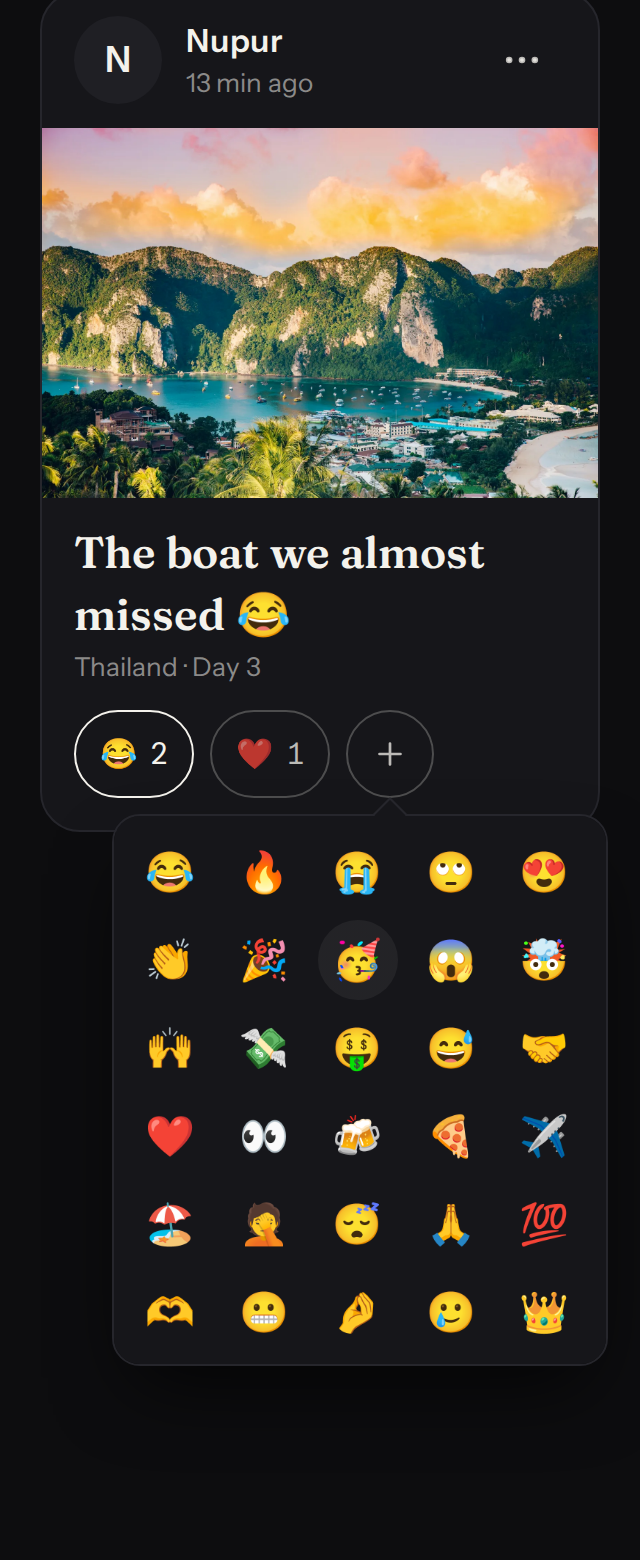 N
Nupur
13 min ago
The boat we almost
missed 😂
Thailand · Day 3
😂 2
❤️ 1
+